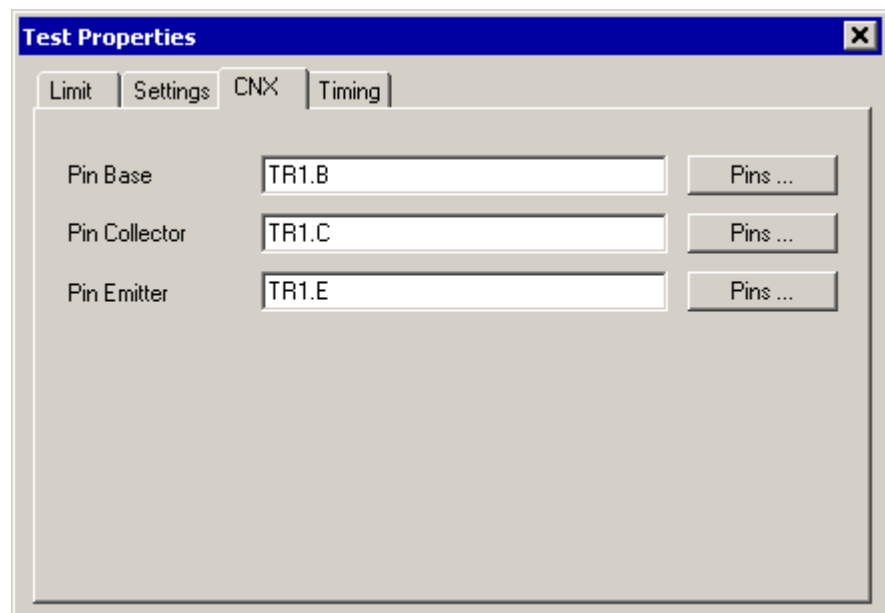 Test Properties
Limit Settings CNX Timing
Pin Base TR1.B Pins ...
Pin Collector TR1.C Pins ...
Pin Emitter TR1.E Pins ...